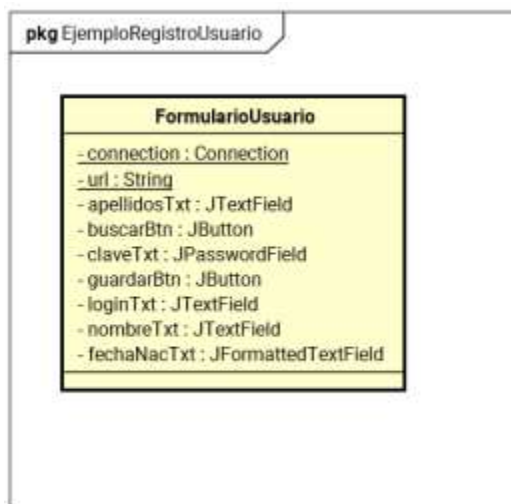 pkg EjemploRegistroUsuario
FormularioUsuario
- connection : Connection
- url : String
- apellidosTxt : JTextField
- buscarBtn : JButton
- claveTxt : JPasswordField
- guardarBtn : JButton
- loginTxt : JTextField
- nombreTxt : JTextField
- fechaNacTxt : JFormattedTextField